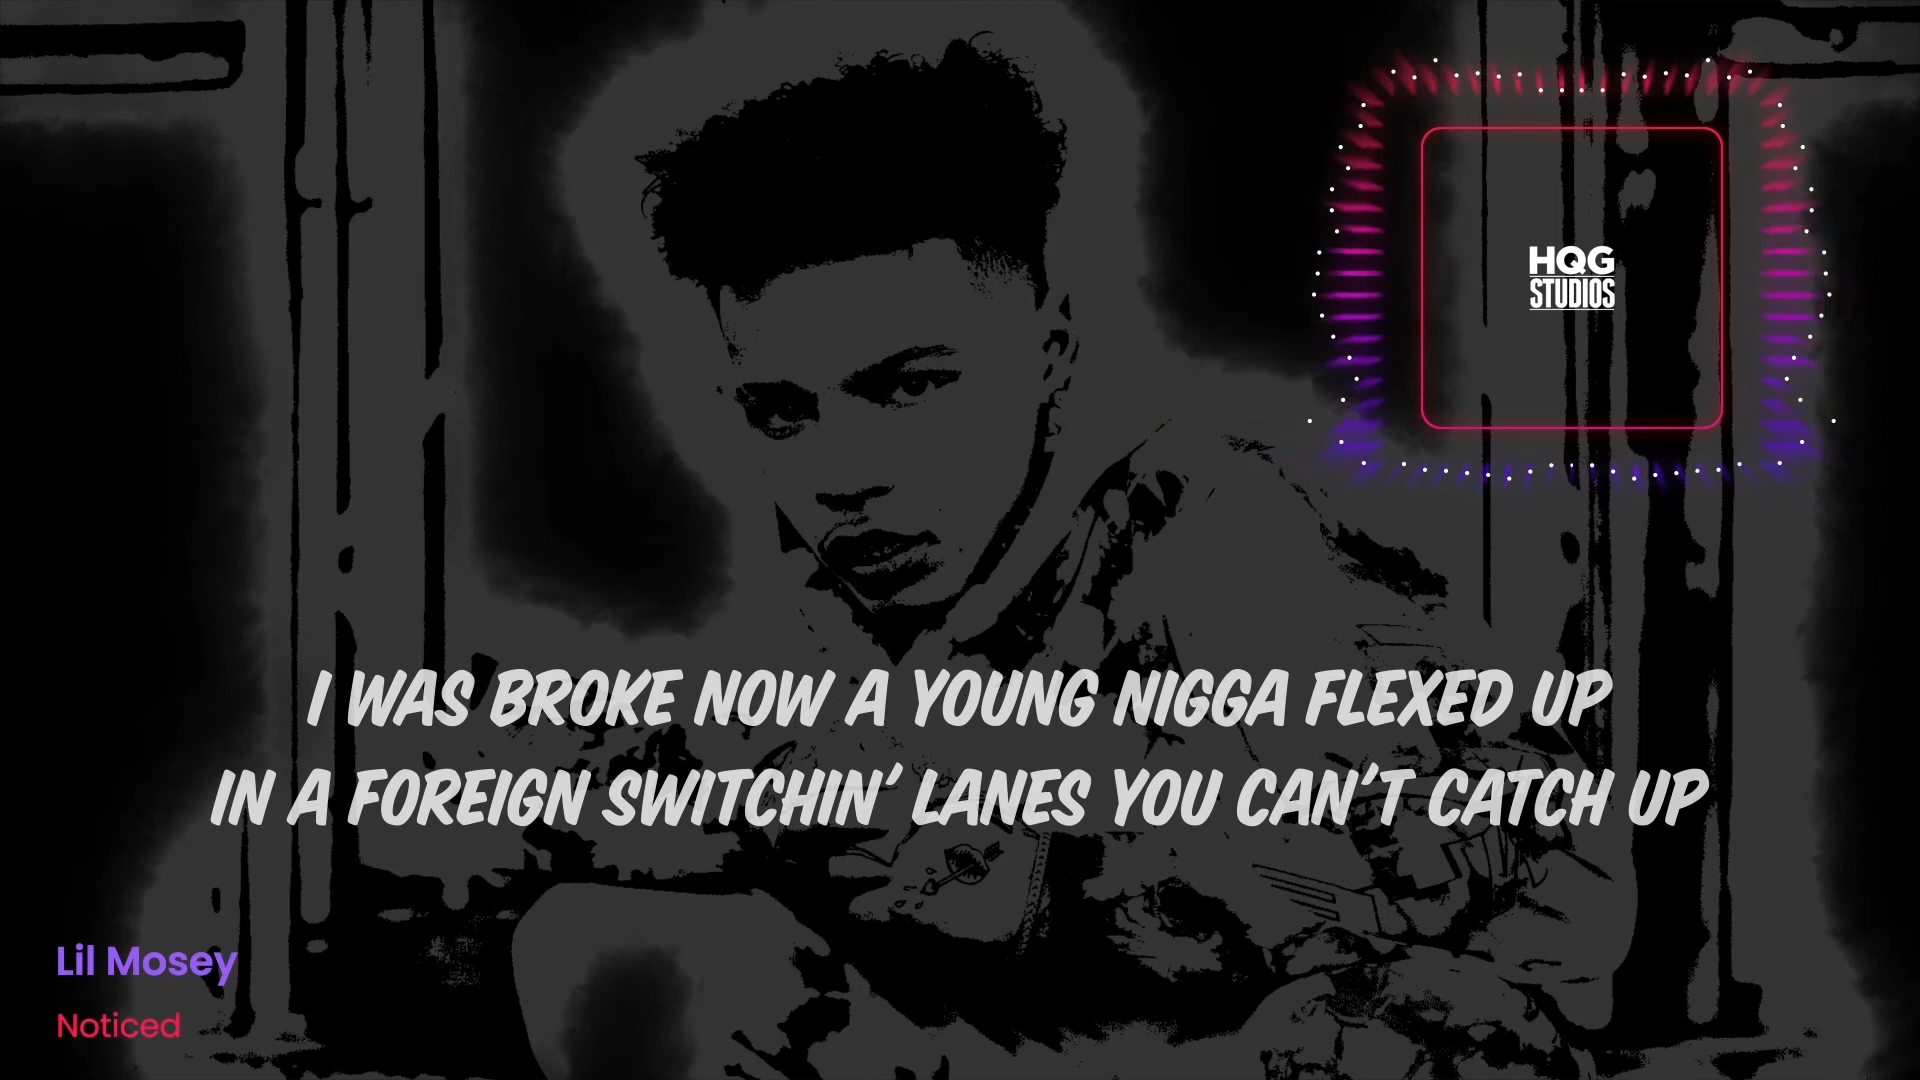 HQG
STUDIOS
I WAS BROKE NOW A YOUNG NIGGA FLEXED UP
IN A FOREIGN SWITCHIN' LANES YOU CAN'T CATCH UP
Lil Mosey
Noticed